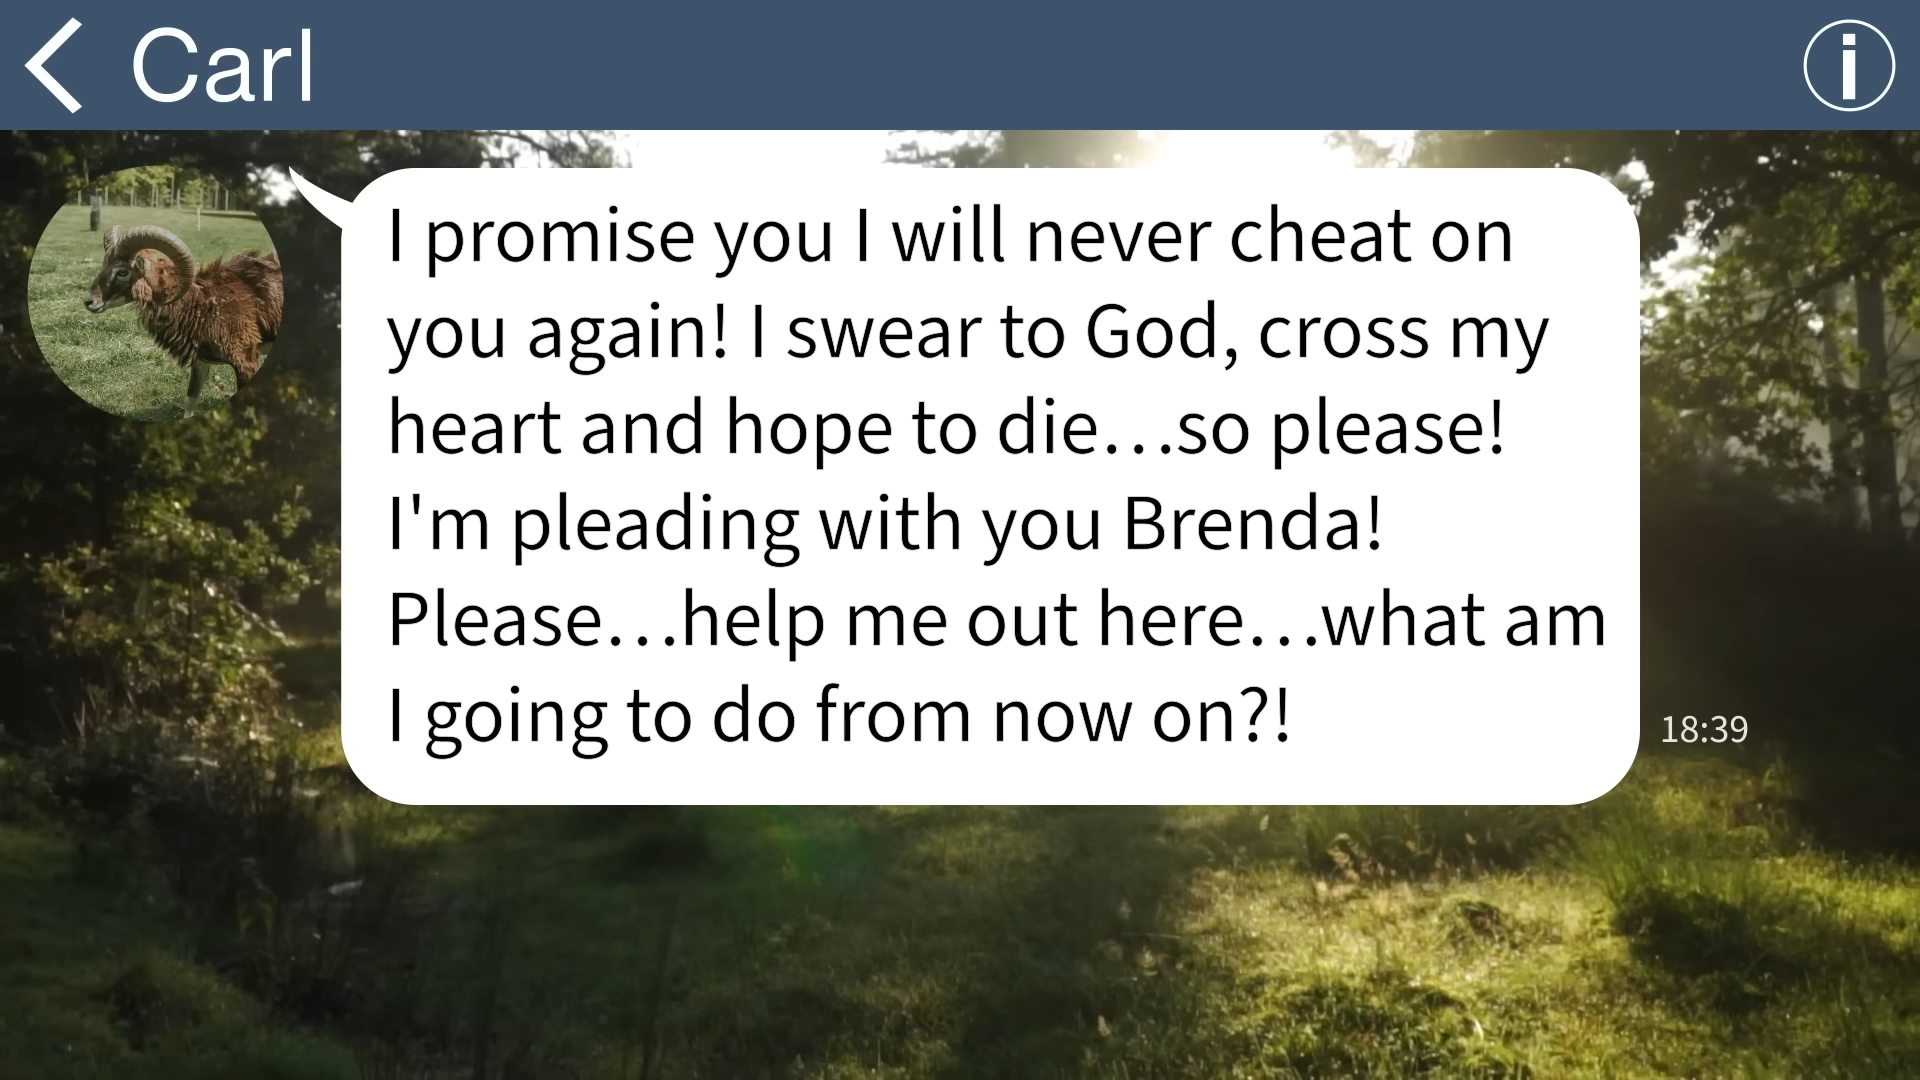 Carl
I promise you I will never cheat on
you again! I swear to God, cross my
heart and hope to die…so please!
I'm pleading with you Brenda!
Please…help me out here…what am
I going to do from now on?!
18:39